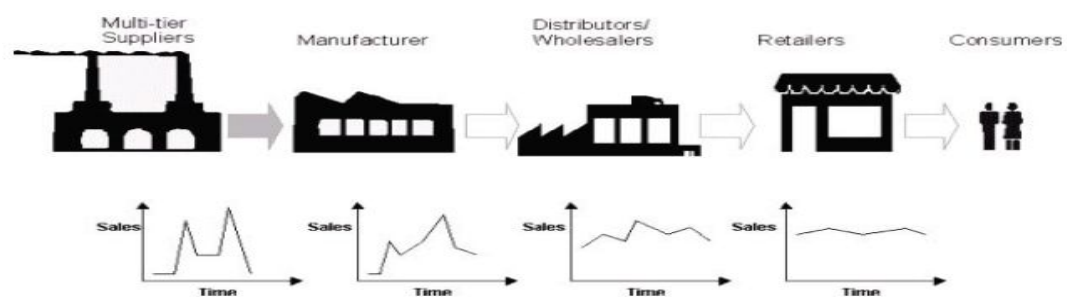 Multi-tier
Suppliers
Manufacturer
Distributors/
Wholesalers
Retailers
Consumers
Sales
Time
Sales
Time
Sales
Time
Sales
Time